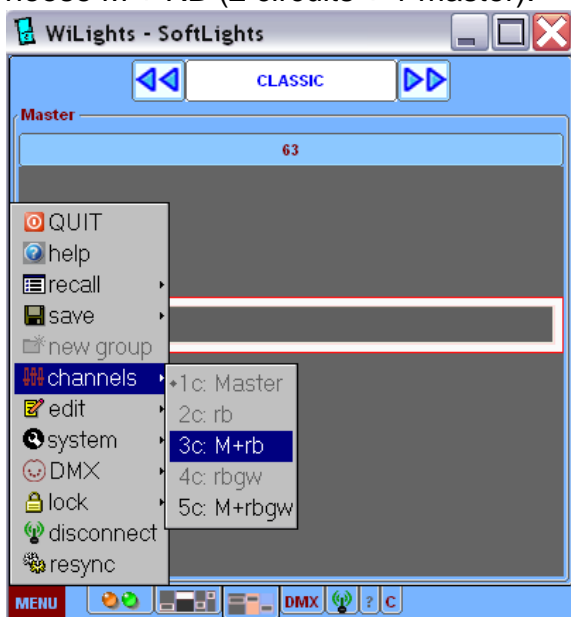 WiLights - SoftLights
CLASSIC
Master
63
QUIT
help
recall
save
new group
channels
edit
system
DMX
lock
disconnect
resync
1c: Master
2c: rb
3c: M+rb
4c: rbgw
5c: M+rbgw
MENU DMX ? C